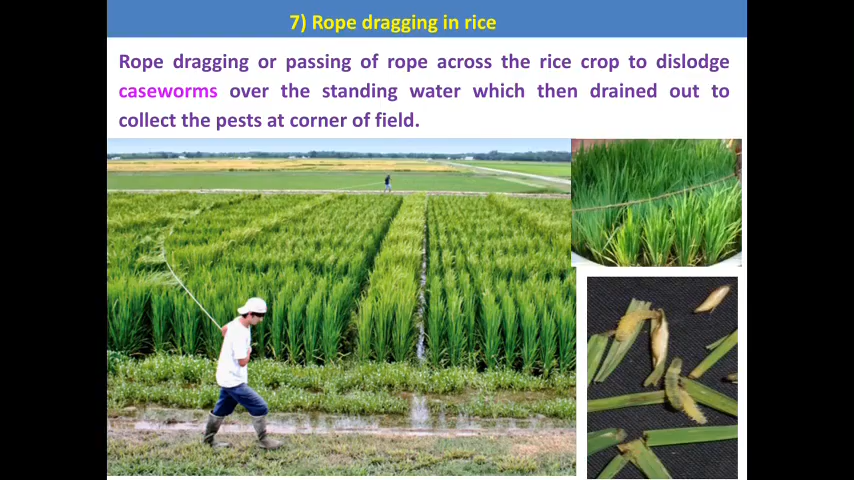 7) Rope dragging in rice
Rope dragging or passing of rope across the rice crop to dislodge
caseworms over the standing water which then drained out to
collect the pests at corner of field.